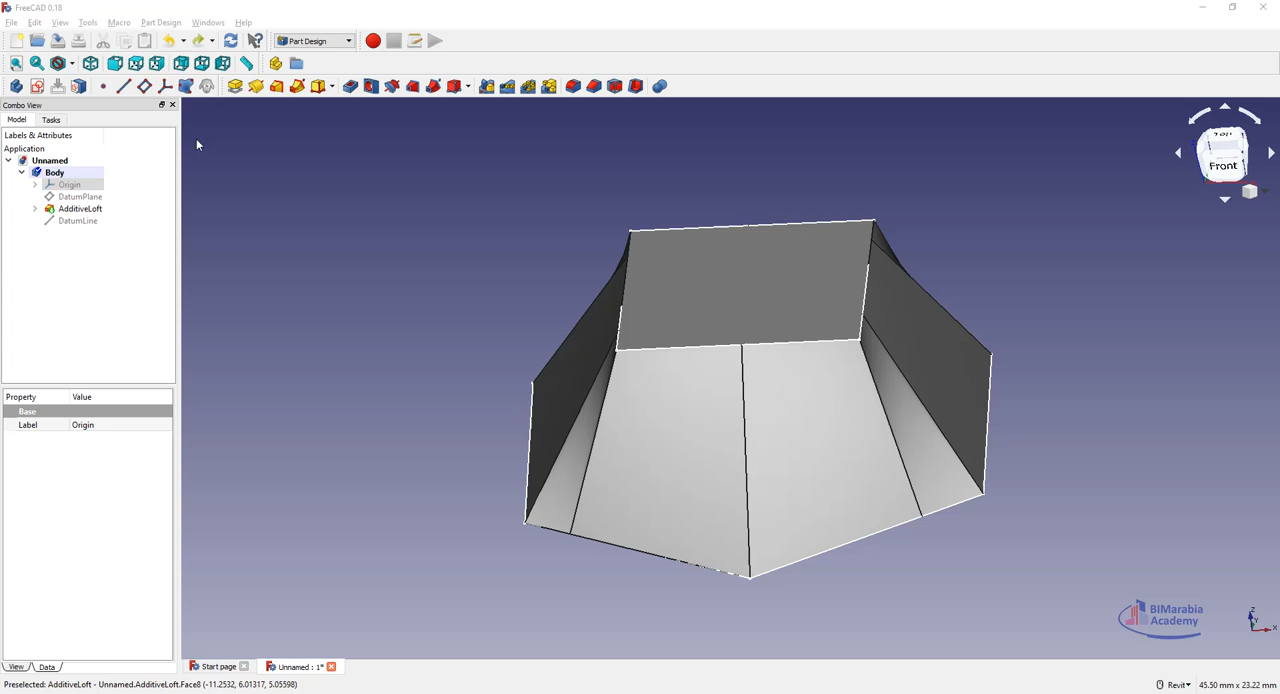 FreeCAD 0.18
File Edit View Tools Macro Part Design Windows Help
Part Design
Combo View
Model Tasks
Labels & Attributes
Application
Unnamed
Body
Origin
DatumPlane
AdditiveLoft
DatumLine
Property Value
Base
Label Origin
Front
BIMarabia
Academy
Z
Y
X
View Data
Start page
Unnamed : 1*
Preselected: AdditiveLoft - Unnamed.AdditiveLoft.Face8 (-11.2532, 6.01317, 5.05598)
Revit
45.50 mm x 23.22 mm